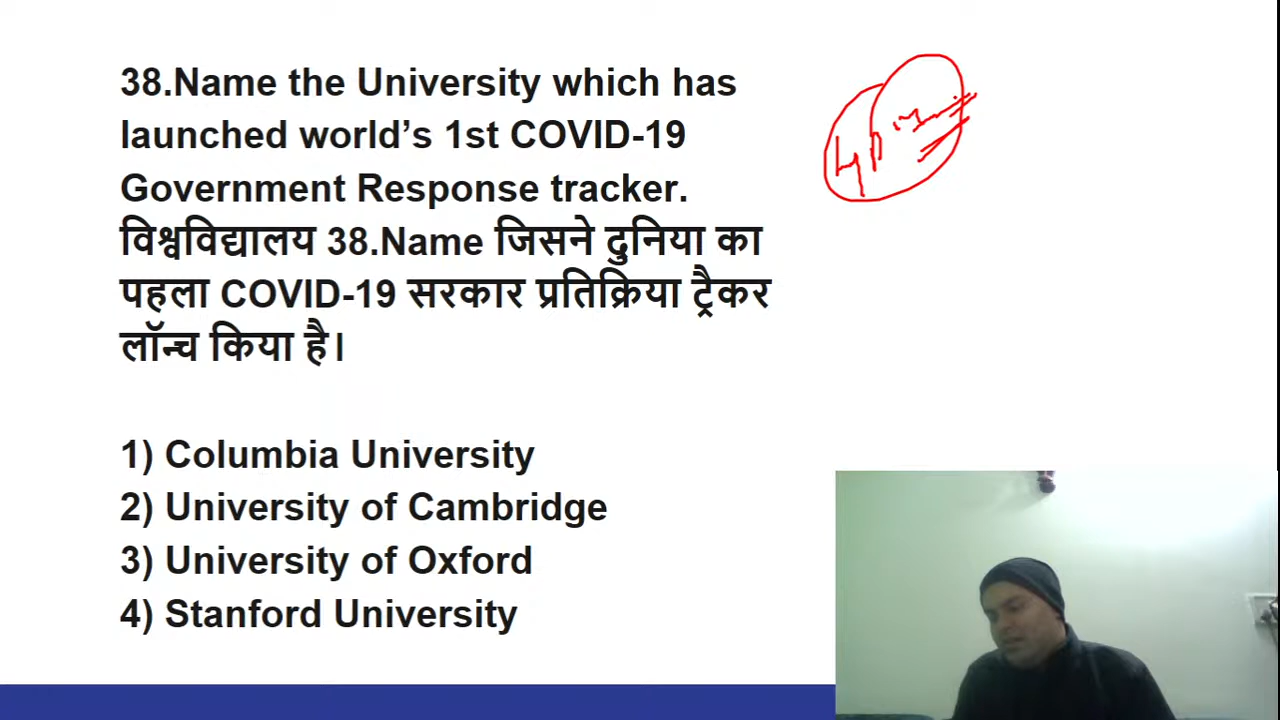 38.Name the University which has
launched world’s 1st COVID-19
Government Response tracker.
विश्वविद्यालय 38.Name जिसने दुनिया का
पहला COVID-19 सरकार प्रतिक्रिया ट्रैकर
लॉन्च किया है।
1) Columbia University
2) University of Cambridge
3) University of Oxford
4) Stanford University